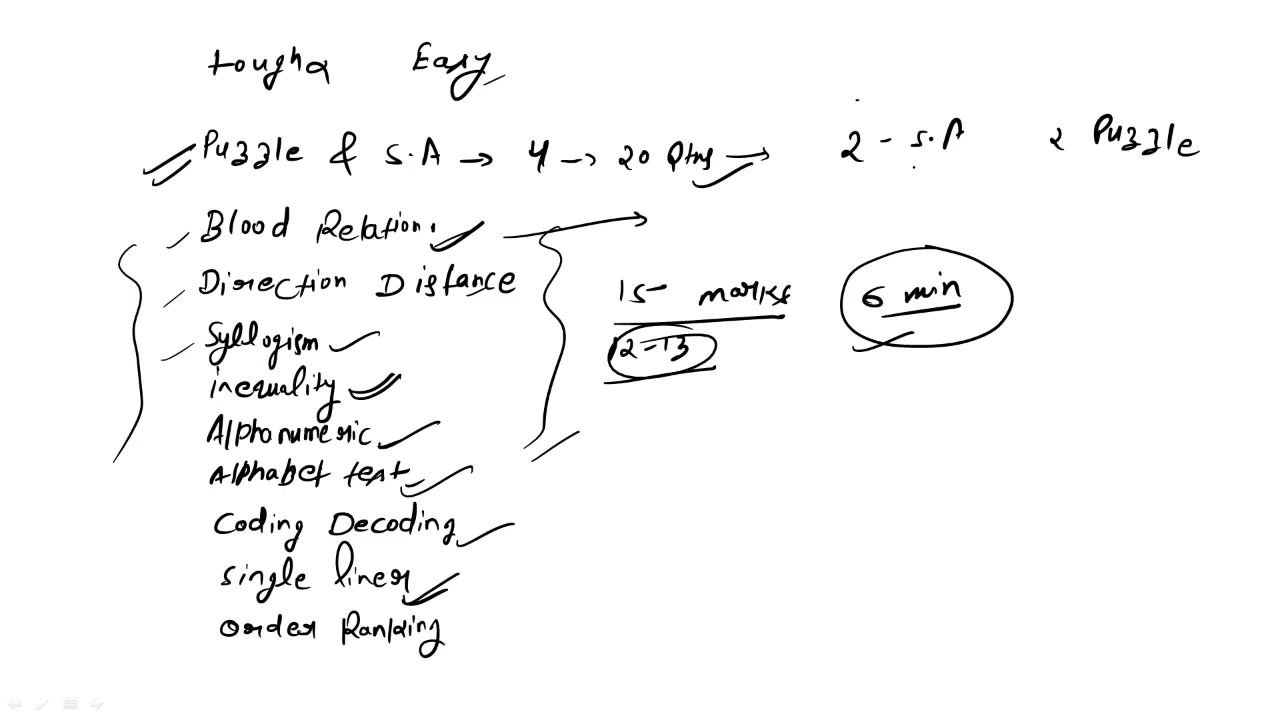 tough Easy
Puzzle & S.A → 4 → 20 Qtns → 2 - S.A 2 Puzzle
Blood Relation. →
Direction Distance
15 marks 6 min
Syllogism
12-13
inequality
Alphanumeric
Alphabet test
Coding Decoding
single liner
order Ranking